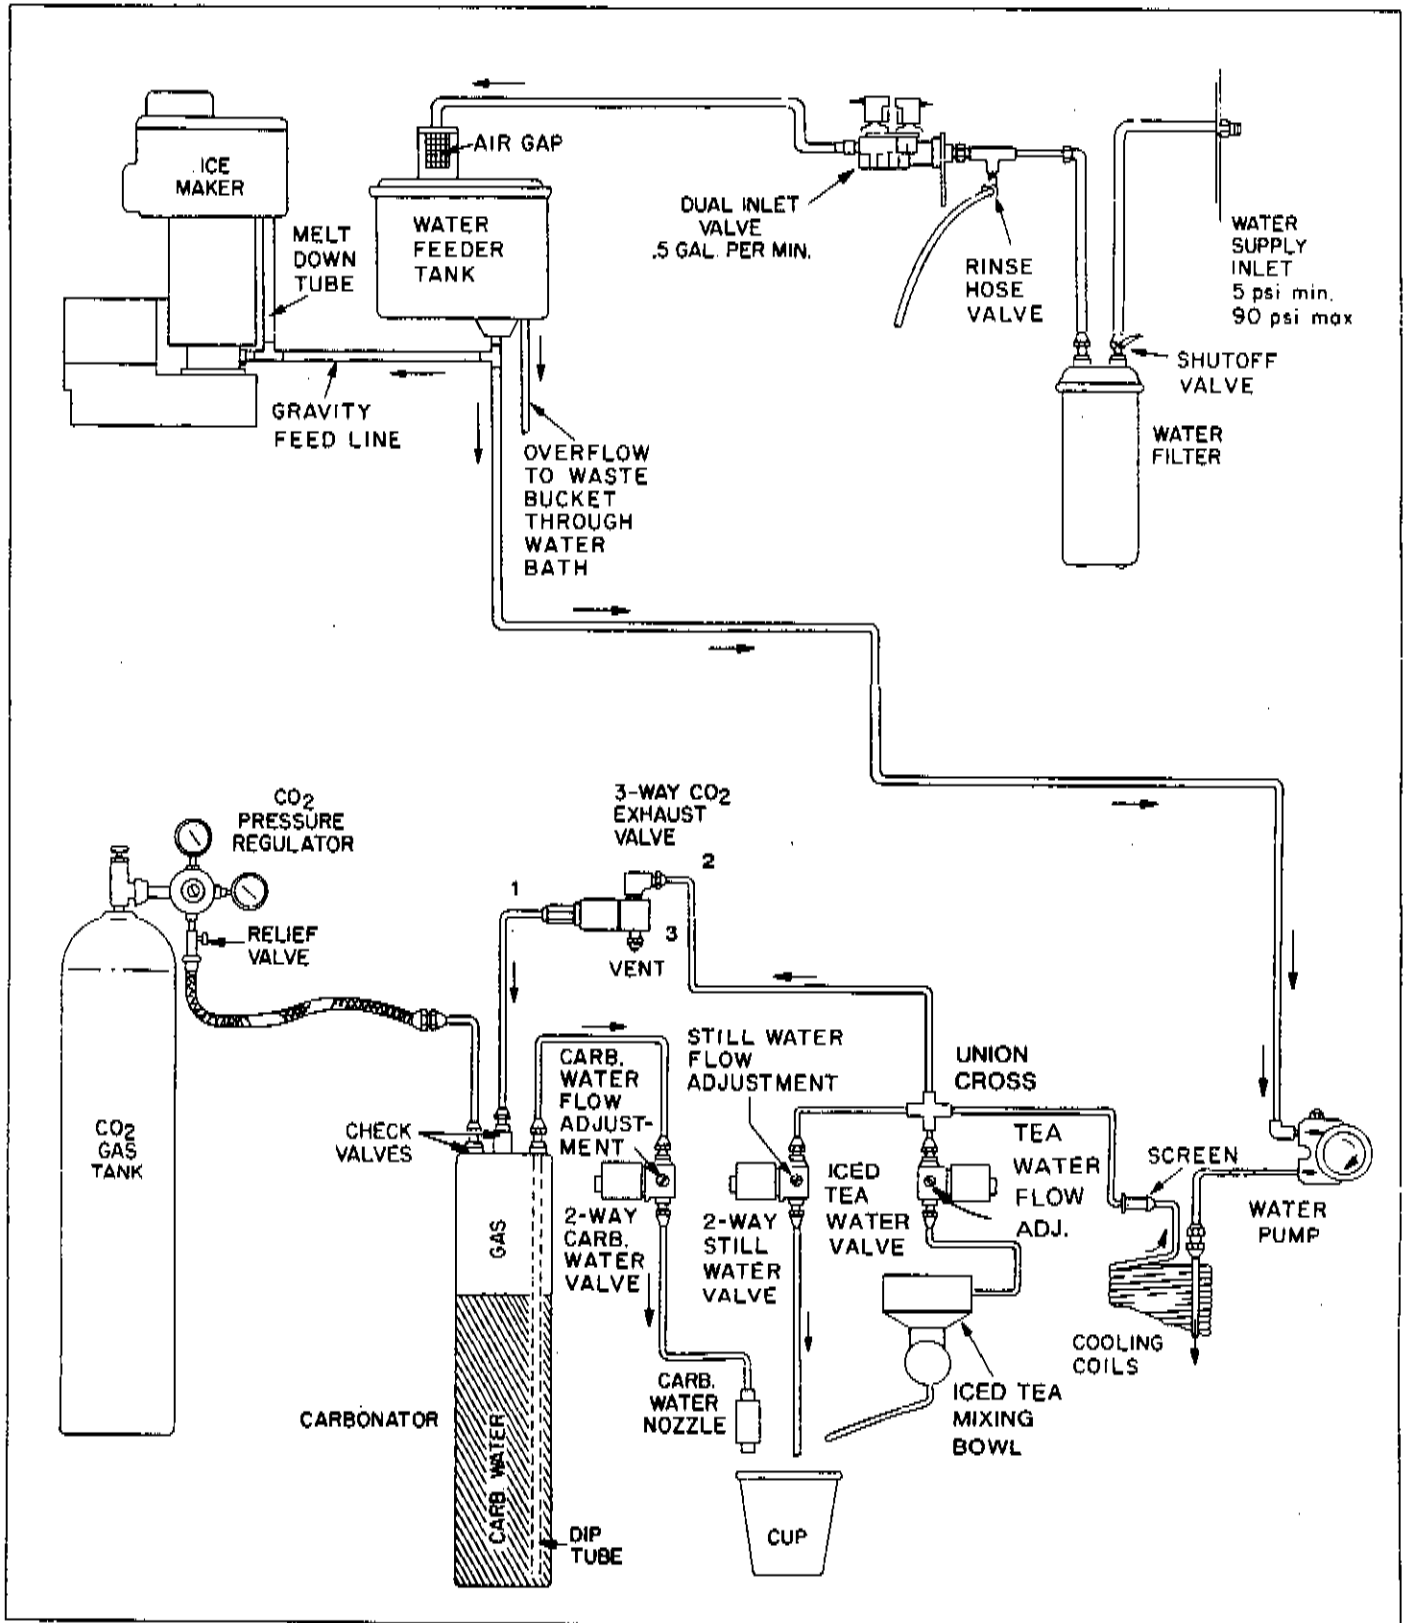 ICE
MAKER
MELT
DOWN
TUBE
AIR GAP
WATER
FEEDER
TANK
DUAL INLET
VALVE
.5 GAL. PER MIN.
RINSE
HOSE
VALVE
WATER
SUPPLY
INLET
5 psi min.
90 psi max
SHUTOFF
VALVE
WATER
FILTER
GRAVITY
FEED LINE
OVERFLOW
TO WASTE
BUCKET
THROUGH
WATER
BATH
CO2
PRESSURE
REGULATOR
RELIEF
VALVE
CO2
GAS
TANK
3-WAY CO2
EXHAUST
VALVE
1
2
3
VENT
CHECK
VALVES
CARB.
WATER
FLOW
ADJUST-
MENT
STILL WATER
FLOW
ADJUSTMENT
UNION
CROSS
TEA
WATER
FLOW
ADJ.
SCREEN
WATER
PUMP
2-WAY
CARB.
WATER
VALVE
2-WAY
STILL
WATER
VALVE
ICED
TEA
WATER
VALVE
COOLING
COILS
GAS
CARB. WATER
CARBONATOR
DIP
TUBE
CARB.
WATER
NOZZLE
ICED TEA
MIXING
BOWL
CUP